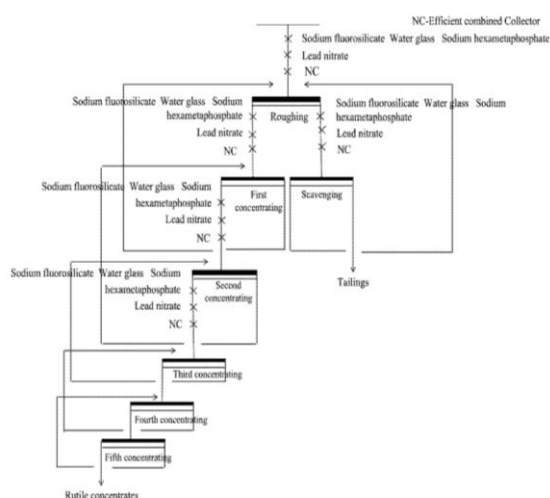 NC-Efficient combined Collector
Sodium fluorosilicate Water glass Sodium hexametaphosphate
Lead nitrate
NC
Sodium fluorosilicate Water glass Sodium
hexametaphosphate
Lead nitrate
NC
Roughing
Sodium fluorosilicate Water glass Sodium
hexametaphosphate
Lead nitrate
NC
Sodium fluorosilicate Water glass Sodium
hexametaphosphate
Lead nitrate
NC
First
concentrating
Scavenging
Tailings
Sodium fluorosilicate Water glass Sodium
hexametaphosphate
Lead nitrate
NC
Second
concentrating
Third concentrating
Fourth concentrating
Fifth concentrating
Rutile concentrates